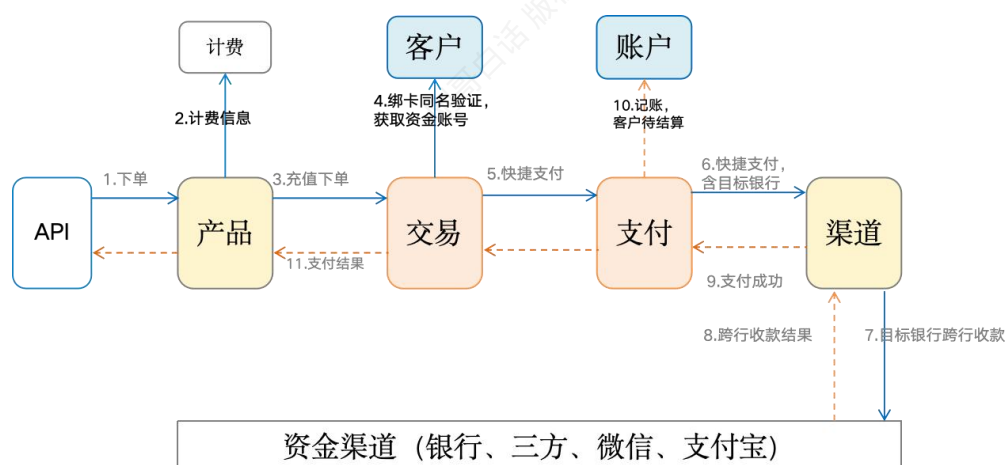 哥白话 版
计费
客户
账户
2.计费信息
4.绑卡同名验证，
获取资金账号
10.记账，
客户待结算
1.下单
3.充值下单
5.快捷支付
6.快捷支付，
含目标银行
API
产品
交易
支付
渠道
11.支付结果
9.支付成功
8.跨行收款结果
7.目标银行跨行收款
资金渠道（银行、三方、微信、支付宝）